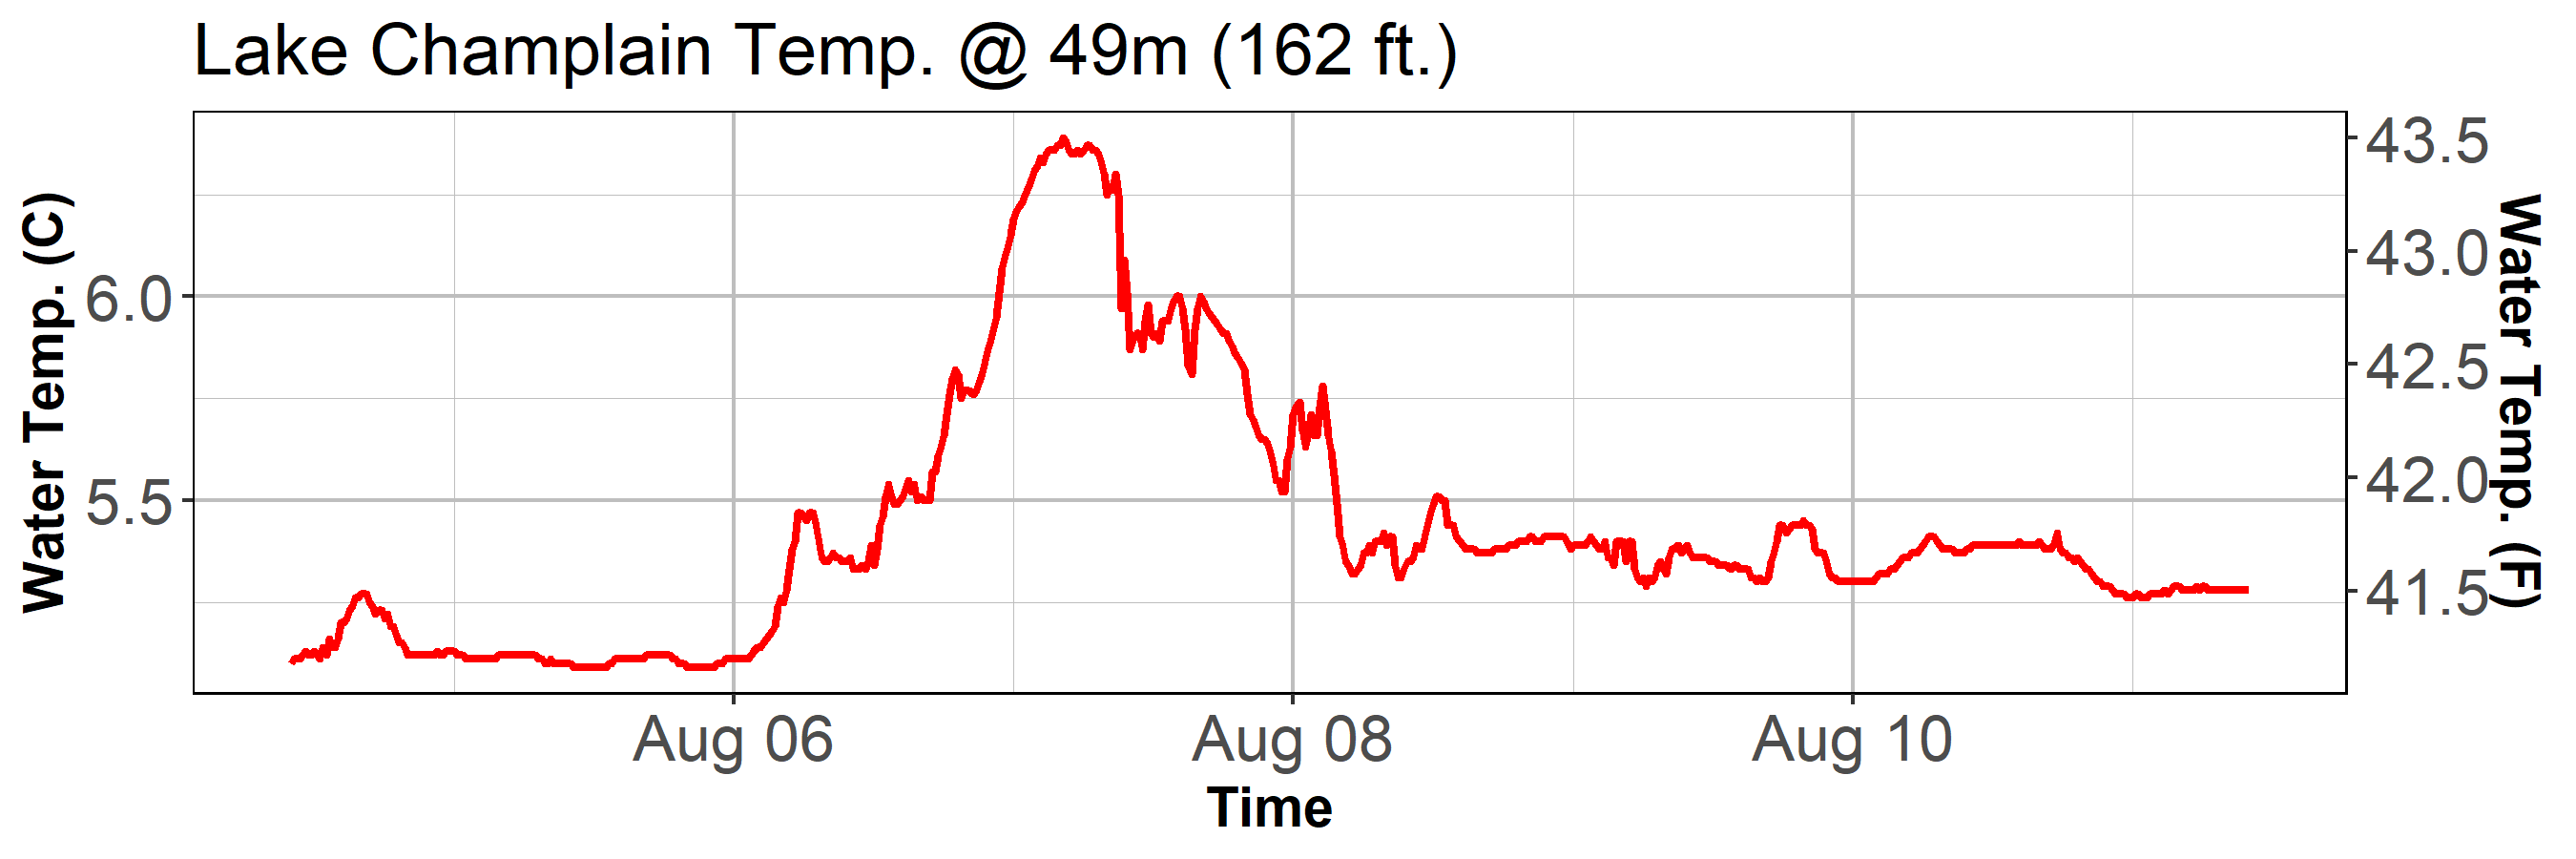 Lake Champlain Temp. @ 49m (162 ft.)
Water Temp. (C)
6.0
5.5
43.5
43.0
42.5
42.0
41.5
Water Temp. (F)
Aug 06
Aug 08
Aug 10
Time